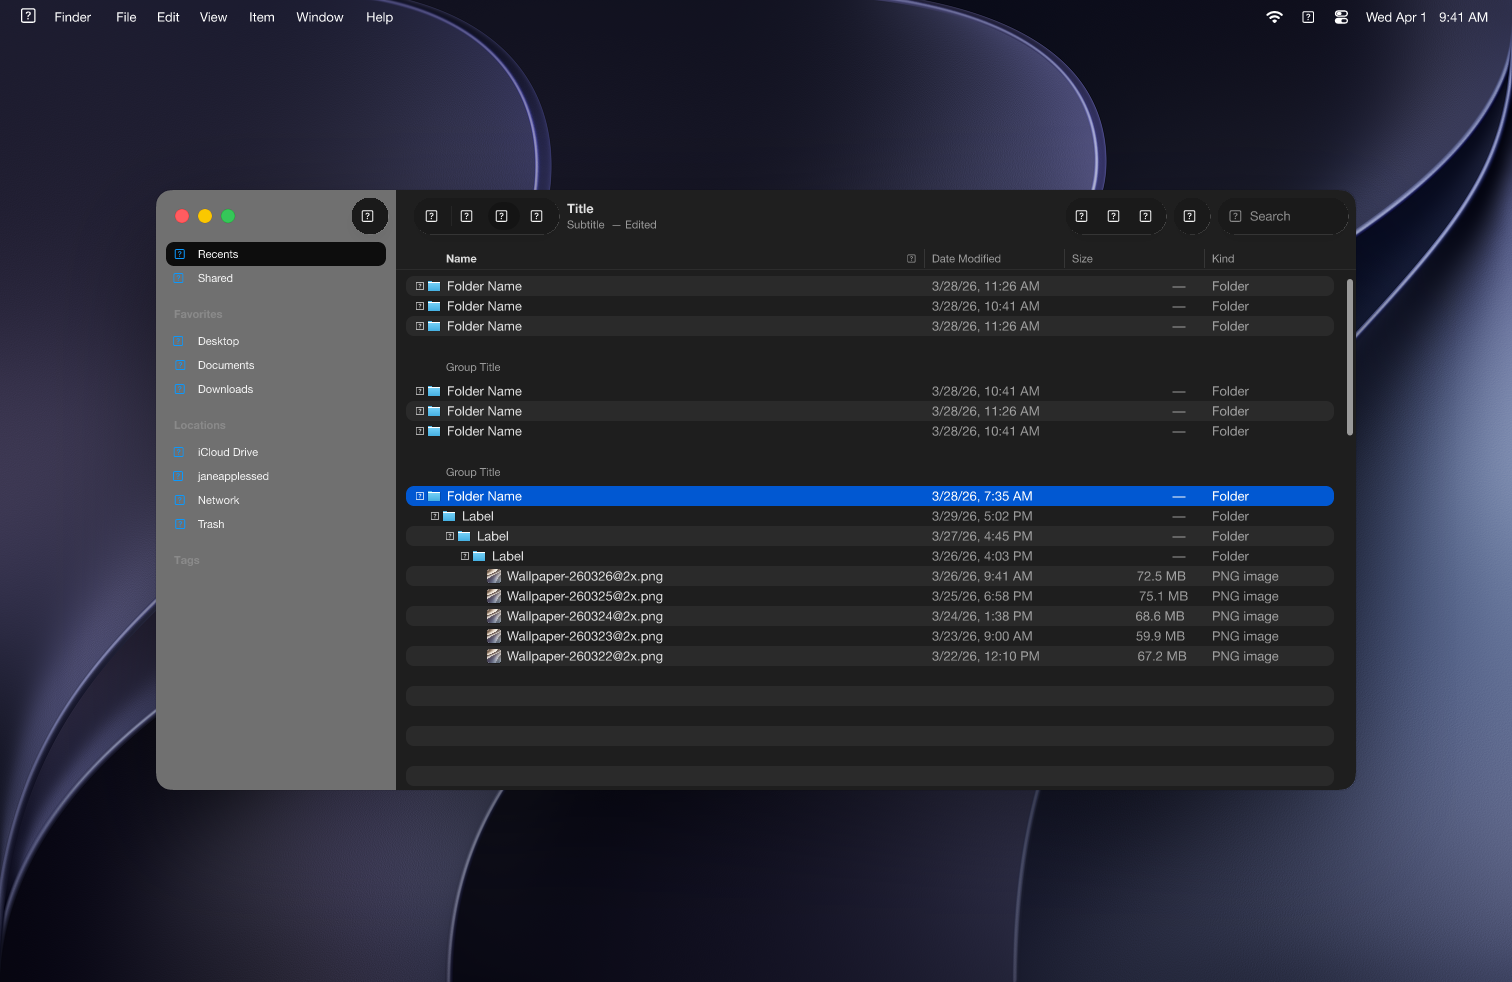 Finder File Edit View Item Window Help Wed Apr 1 9:41 AM
Title
Subtitle — Edited
Search
Recents
Shared
Favorites
Desktop
Documents
Downloads
Locations
iCloud Drive
janeapplessed
Network
Trash
Tags
Name Date Modified Size Kind
Folder Name 3/28/26, 11:26 AM — Folder
Folder Name 3/28/26, 10:41 AM — Folder
Folder Name 3/28/26, 11:26 AM — Folder
Group Title
Folder Name 3/28/26, 10:41 AM — Folder
Folder Name 3/28/26, 11:26 AM — Folder
Folder Name 3/28/26, 10:41 AM — Folder
Group Title
Folder Name 3/28/26, 7:35 AM — Folder
Label 3/29/26, 5:02 PM — Folder
Label 3/27/26, 4:45 PM — Folder
Label 3/26/26, 4:03 PM — Folder
Wallpaper-260326@2x.png 3/26/26, 9:41 AM 72.5 MB PNG image
Wallpaper-260325@2x.png 3/25/26, 6:58 PM 75.1 MB PNG image
Wallpaper-260324@2x.png 3/24/26, 1:38 PM 68.6 MB PNG image
Wallpaper-260323@2x.png 3/23/26, 9:00 AM 59.9 MB PNG image
Wallpaper-260322@2x.png 3/22/26, 12:10 PM 67.2 MB PNG image